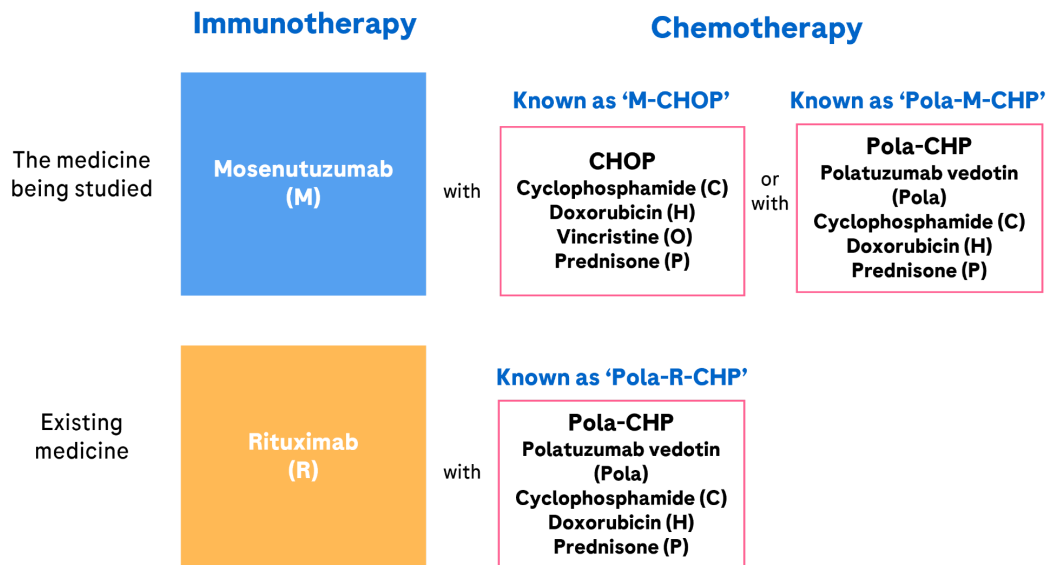 Immunotherapy
Chemotherapy
The medicine
being studied
Mosenutuzumab
(M)
with
Known as ‘M-CHOP’
CHOP
Cyclophosphamide (C)
Doxorubicin (H)
Vincristine (O)
Prednisone (P)
or
with
Known as ‘Pola-M-CHP’
Pola-CHP
Polatuzumab vedotin
(Pola)
Cyclophosphamide (C)
Doxorubicin (H)
Prednisone (P)
Existing
medicine
Rituximab
(R)
with
Known as ‘Pola-R-CHP’
Pola-CHP
Polatuzumab vedotin
(Pola)
Cyclophosphamide (C)
Doxorubicin (H)
Prednisone (P)